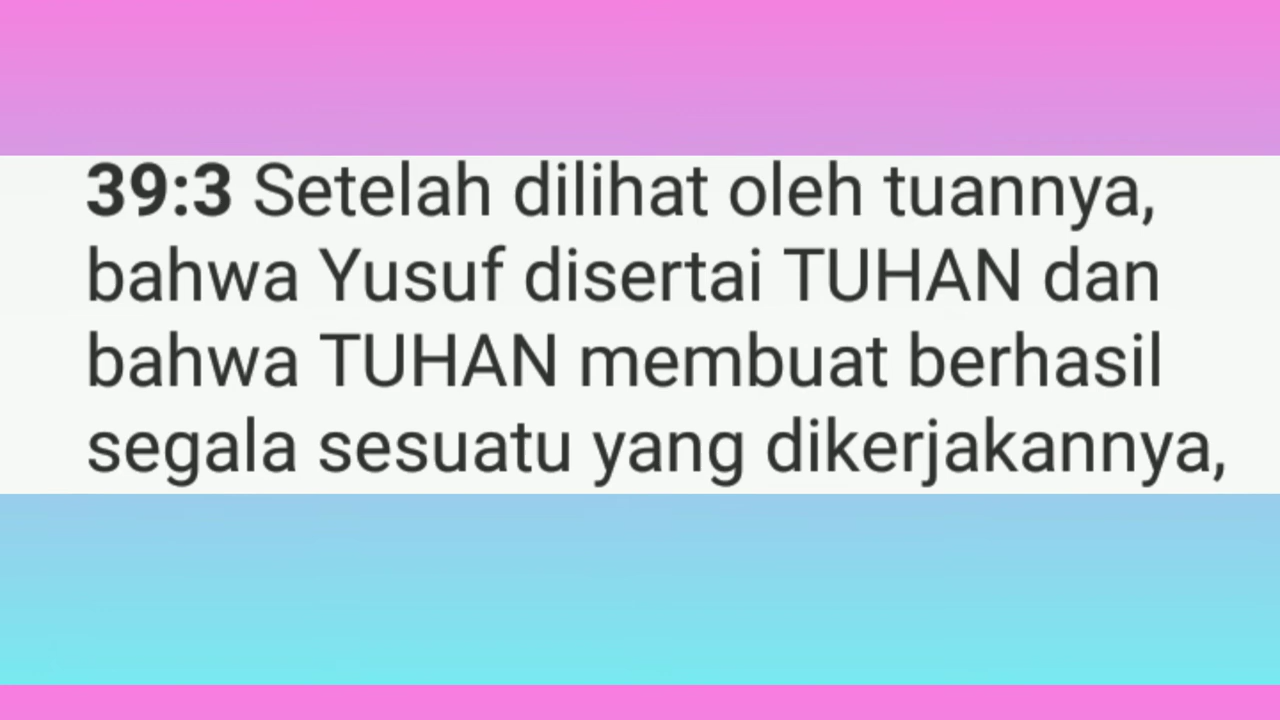 39:3 Setelah dilihat oleh tuannya,
bahwa Yusuf disertai TUHAN dan
bahwa TUHAN membuat berhasil
segala sesuatu yang dikerjakannya,